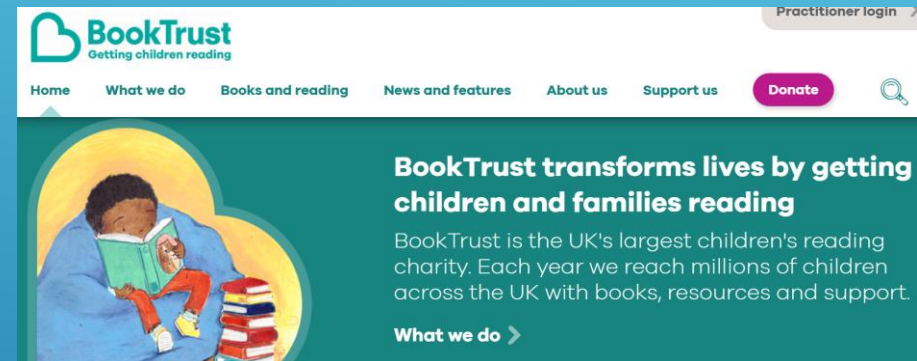 Practitioner login
BookTrust
Getting children reading
Home What we do Books and reading News and features About us Support us Donate
BookTrust transforms lives by getting
children and families reading
BookTrust is the UK's largest children's reading
charity. Each year we reach millions of children
across the UK with books, resources and support.
What we do